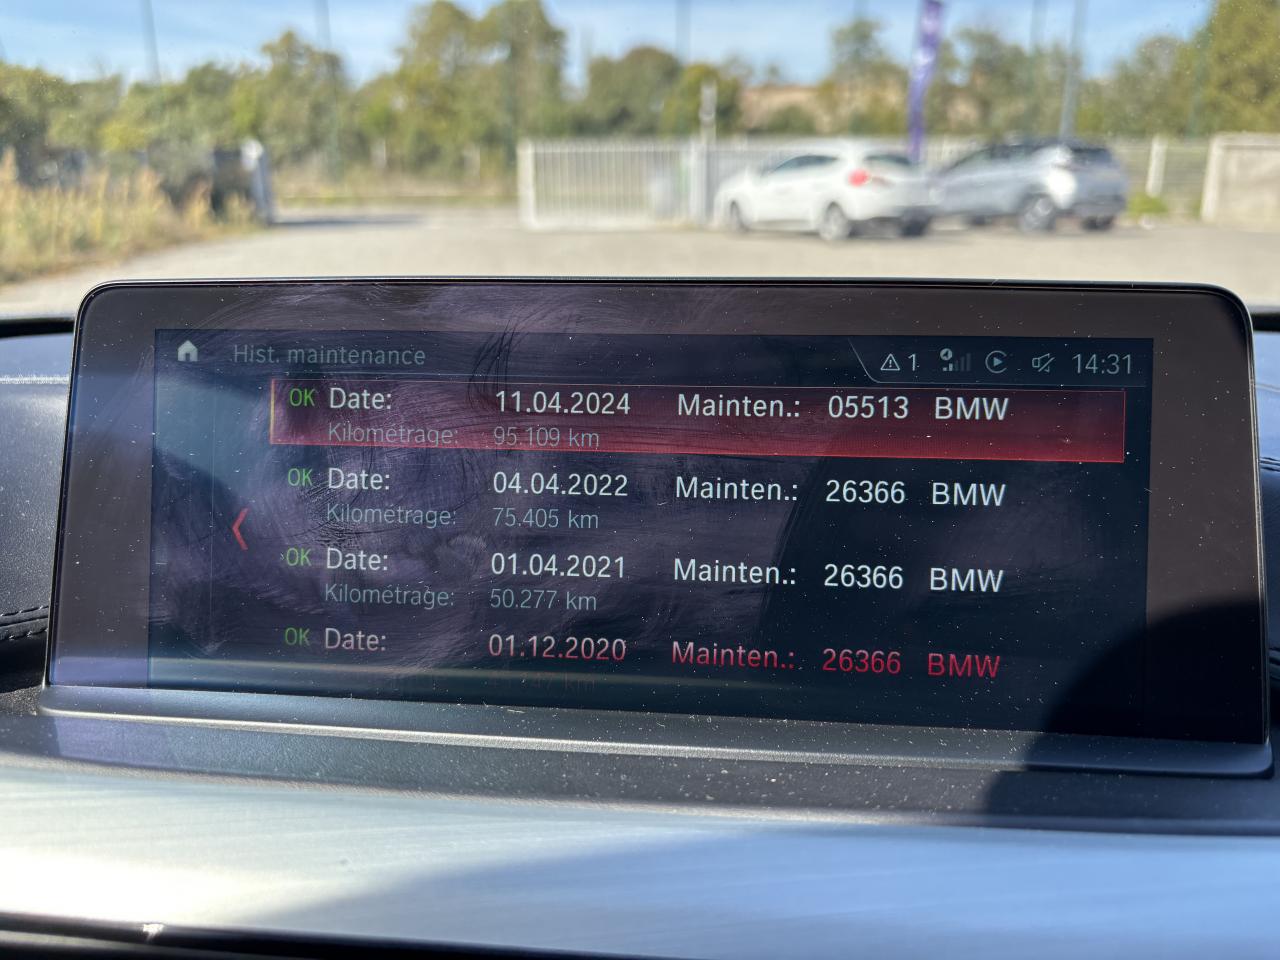 Hist. maintenance 1 14:31
OK Date: 11.04.2024 Mainten.: 05513 BMW
Kilométrage: 95.109 km
OK Date: 04.04.2022 Mainten.: 26366 BMW
Kilométrage: 75.405 km
OK Date: 01.04.2021 Mainten.: 26366 BMW
Kilométrage: 50.277 km
OK Date: 01.12.2020 Mainten.: 26366 BMW
km